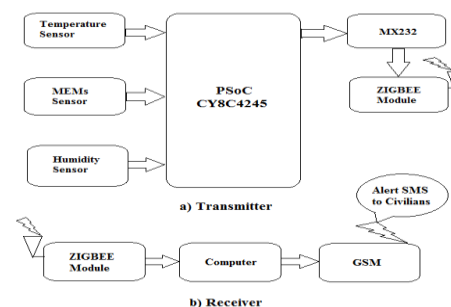 Temperature
Sensor
MEMs
Sensor
Humidity
Sensor
PSoC
CY8C4245
MX232
ZIGBEE
Module
a) Transmitter
Alert SMS
to Civilians
ZIGBEE
Module
Computer
GSM
b) Receiver